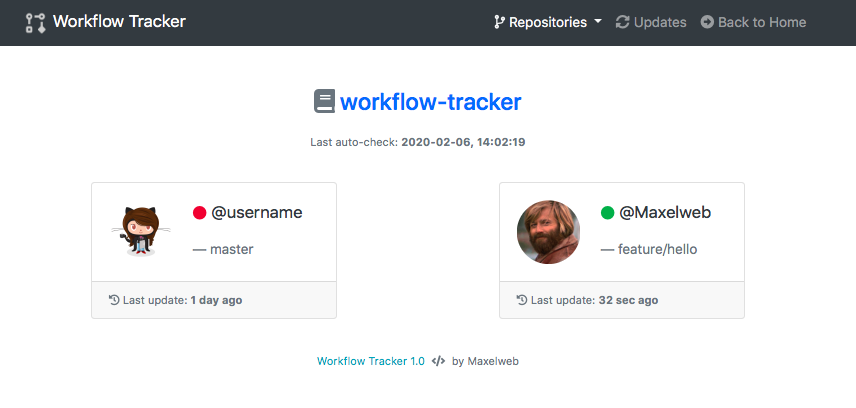 Workflow Tracker Repositories Updates Back to Home
workflow-tracker
Last auto-check: 2020-02-06, 14:02:19
@username
— master
Last update: 1 day ago
@Maxelweb
— feature/hello
Last update: 32 sec ago
Workflow Tracker 1.0 </> by Maxelweb